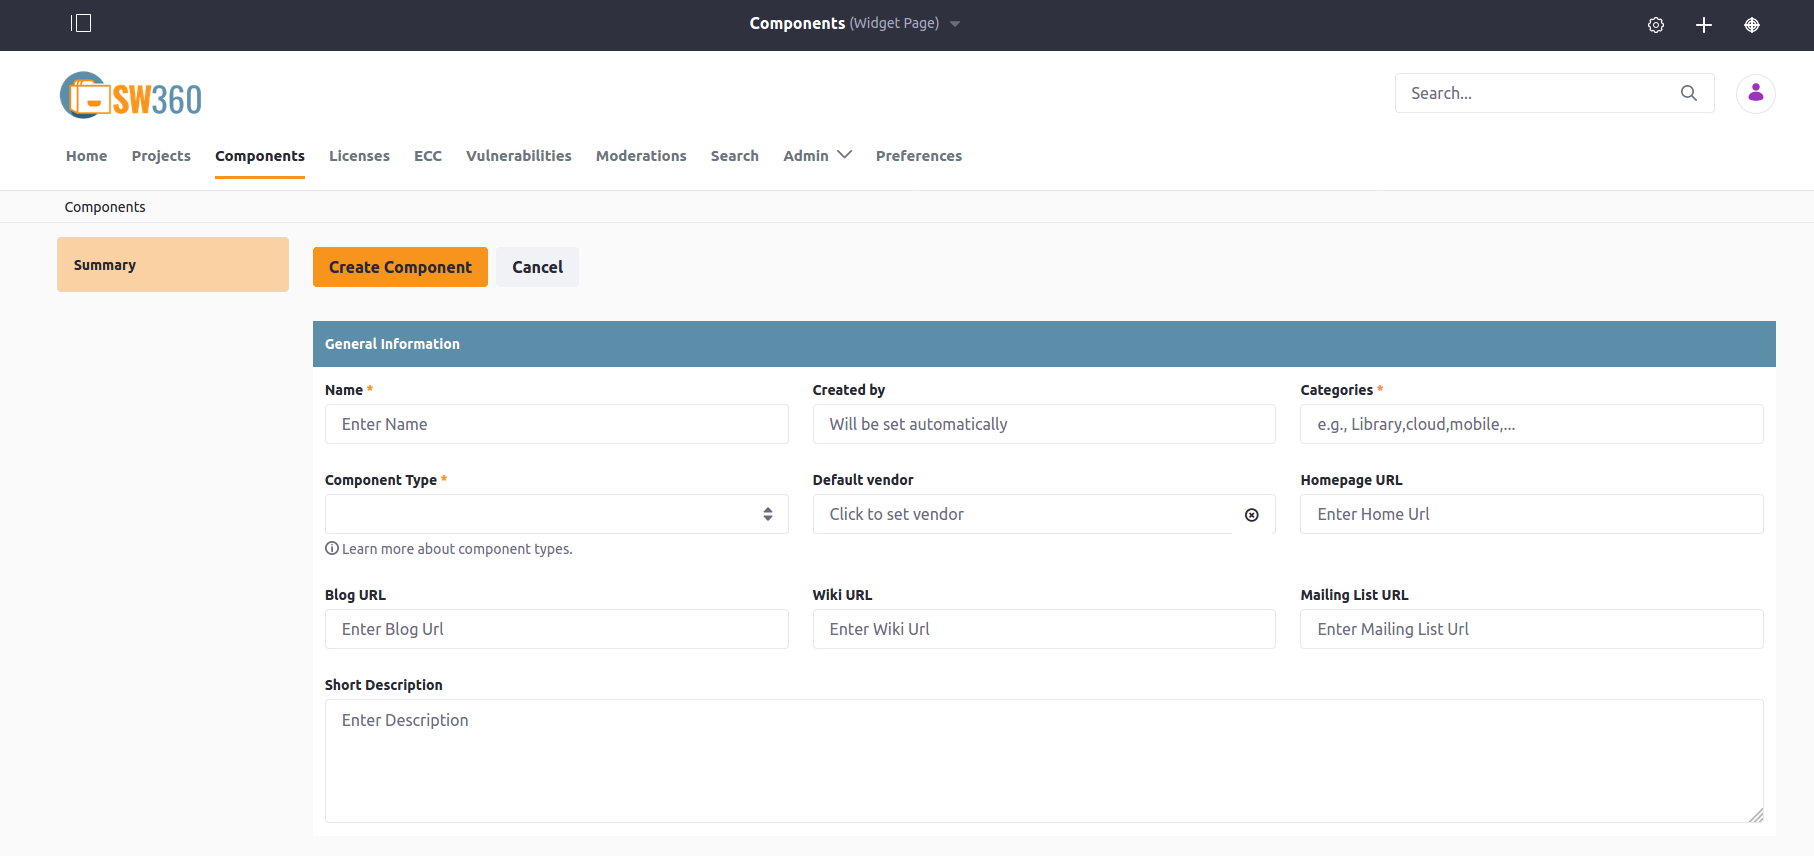 Components (Widget Page)
SW360
Search...
Home Projects Components Licenses ECC Vulnerabilities Moderations Search Admin Preferences
Components
Summary
Create Component Cancel
General Information
Name * Created by Categories *
Enter Name Will be set automatically e.g., Library,cloud,mobile,...
Component Type * Default vendor Homepage URL
Click to set vendor Enter Home Url
Learn more about component types.
Blog URL Wiki URL Mailing List URL
Enter Blog Url Enter Wiki Url Enter Mailing List Url
Short Description
Enter Description